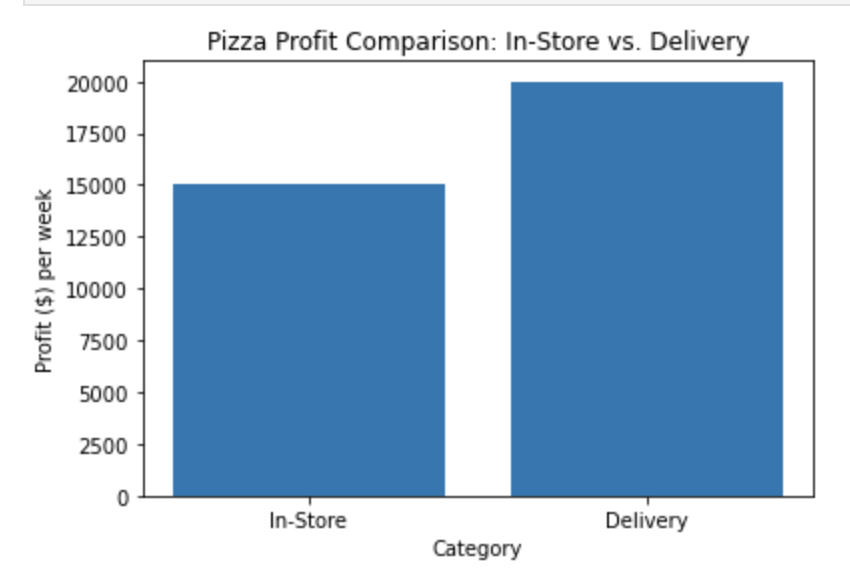 Pizza Profit Comparison: In-Store vs. Delivery
20000
17500
15000
12500
10000
7500
5000
2500
0
Profit ($) per week
In-Store Delivery
Category